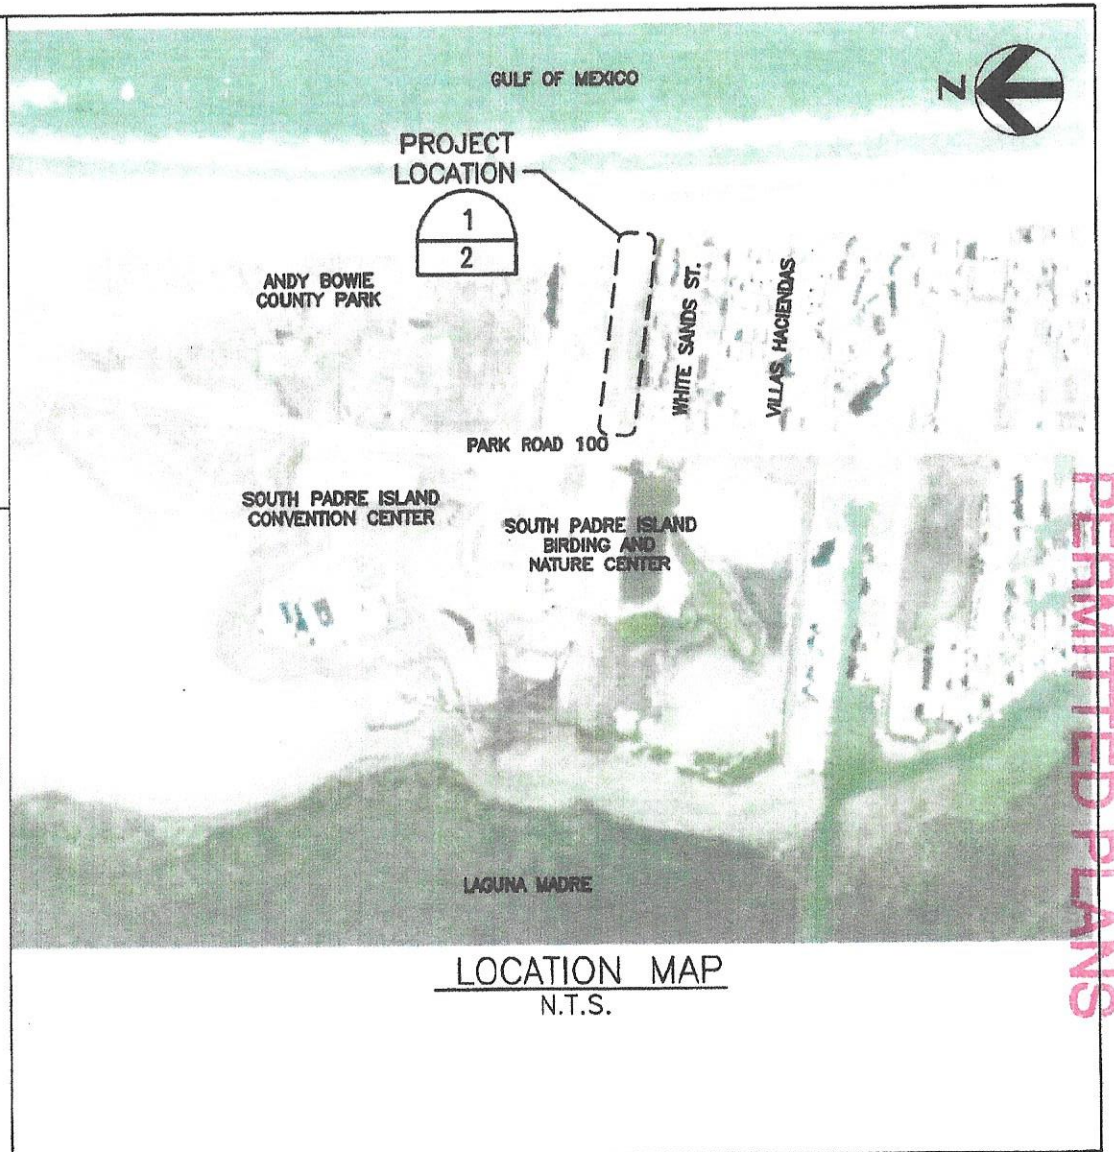 GULF OF MEXICO
N
PROJECT
LOCATION
1
2
ANDY BOWIE
COUNTY PARK
WHITE SANDS ST.
VILLAS HACIENDAS
PARK ROAD 100
SOUTH PADRE ISLAND
CONVENTION CENTER
SOUTH PADRE ISLAND
BIRDING AND
NATURE CENTER
PERMITTED PLANS
LAGUNA MADRE
LOCATION MAP
N.T.S.